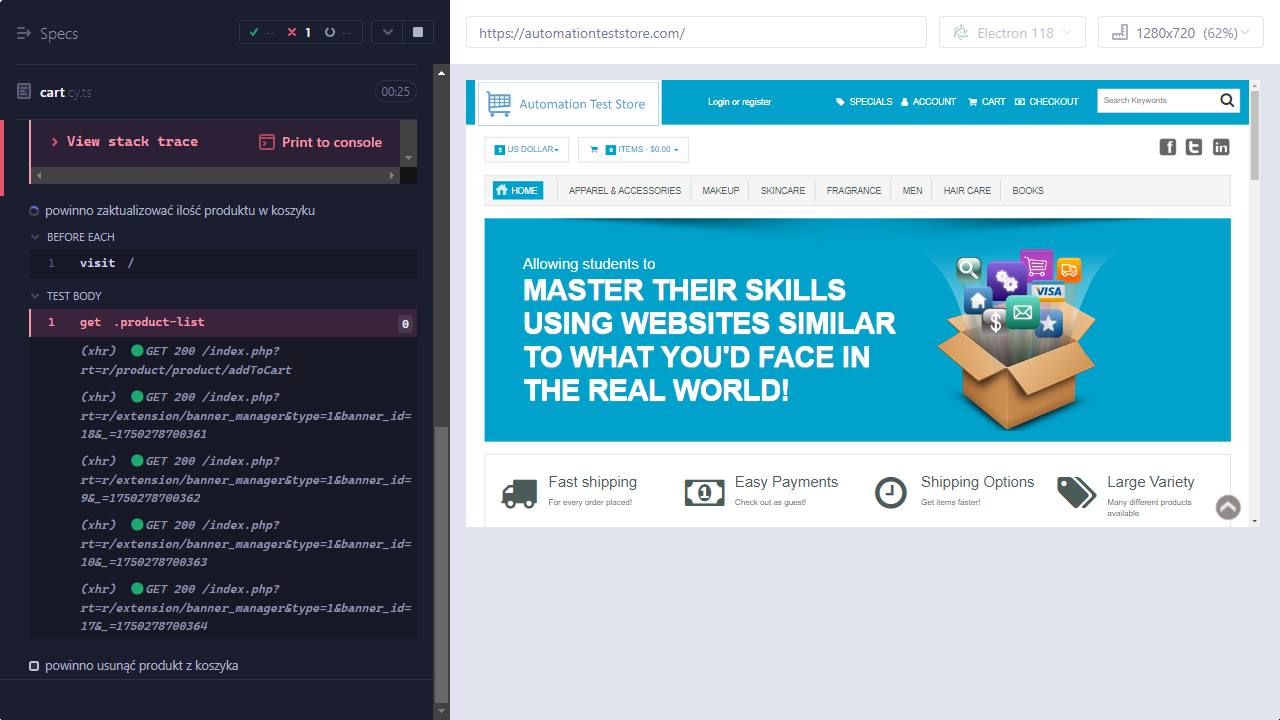 Specs
--
1
--
https://automationteststore.com/
Electron 118
1280x720 (62%)
cart.cy.ts
00:25
View stack trace
Print to console
powinno zaktualizować ilość produktu w koszyku
BEFORE EACH
1 visit /
TEST BODY
1 get .product-list 0
(xhr) GET 200 /index.php?
rt=r/product/product/addToCart
(xhr) GET 200 /index.php?
rt=r/extension/banner_manager&type=1&banner_id=
18&_=1750278700361
(xhr) GET 200 /index.php?
rt=r/extension/banner_manager&type=1&banner_id=
9&_=1750278700362
(xhr) GET 200 /index.php?
rt=r/extension/banner_manager&type=1&banner_id=
10&_=1750278700363
(xhr) GET 200 /index.php?
rt=r/extension/banner_manager&type=1&banner_id=
17&_=1750278700364
powinno usunąć produkt z koszyka
Automation Test Store
Login or register
SPECIALS
ACCOUNT
CART
CHECKOUT
Search Keywords
$ US DOLLAR
0 ITEMS - $0.00
HOME
APPAREL & ACCESSORIES
MAKEUP
SKINCARE
FRAGRANCE
MEN
HAIR CARE
BOOKS
Allowing students to
MASTER THEIR SKILLS
USING WEBSITES SIMILAR
TO WHAT YOU'D FACE IN
THE REAL WORLD!
VISA
$
Fast shipping
For every order placed!
1
Easy Payments
Check out as guest!
Shipping Options
Get items faster!
Large Variety
Many different products
available